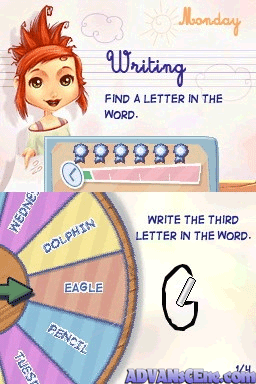 Monday
Writing
FIND A LETTER IN THE
WORD.
WEDNE
DOLPHIN
EAGLE
PENCIL
WRITE THE THIRD
LETTER IN THE WORD.
G
1/4
ADVANSCENE.com